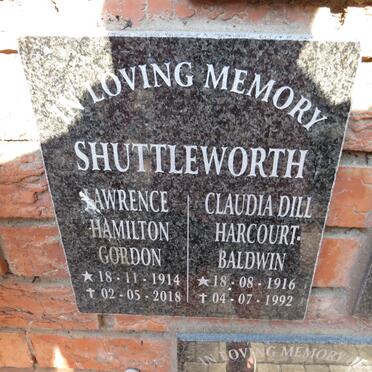 IN LOVING MEMORY
SHUTTLEWORTH
LAWRENCE
HAMILTON
GORDON
★ 18 · 11 · 1914
✝ 02 · 05 · 2018
CLAUDIA DILL
HARCOURT-
BALDWIN
★ 18 · 08 · 1916
✝ 04 · 07 · 1992
IN LOVING MEMORY